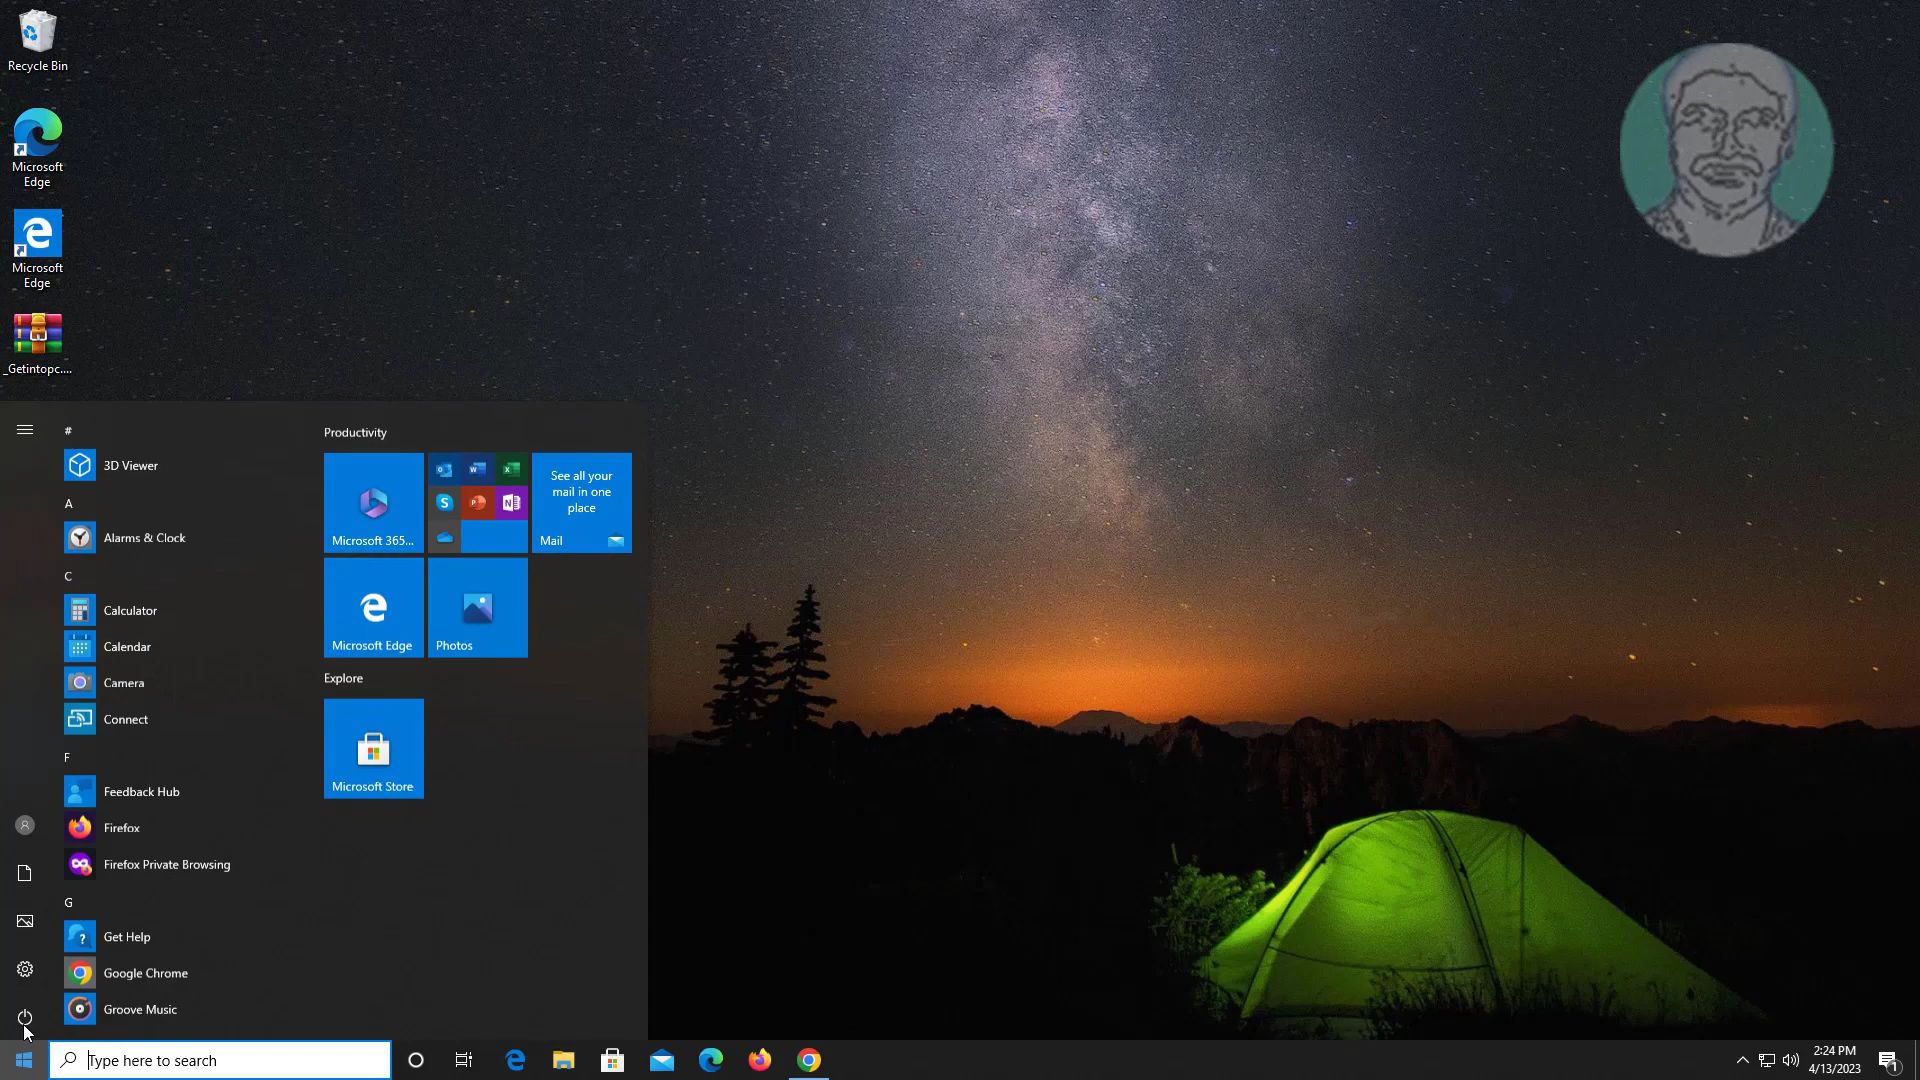 Recycle Bin
Microsoft
Edge
Microsoft
Edge
_Getintopc....
#
3D Viewer
A
Alarms & Clock
C
Calculator
Calendar
Camera
Connect
F
Feedback Hub
Firefox
Firefox Private Browsing
G
Get Help
Google Chrome
Groove Music
Productivity
Microsoft 365...
See all your
mail in one
place
Mail
Microsoft Edge
Photos
Explore
Microsoft Store
Type here to search
2:24 PM
4/13/2023
1